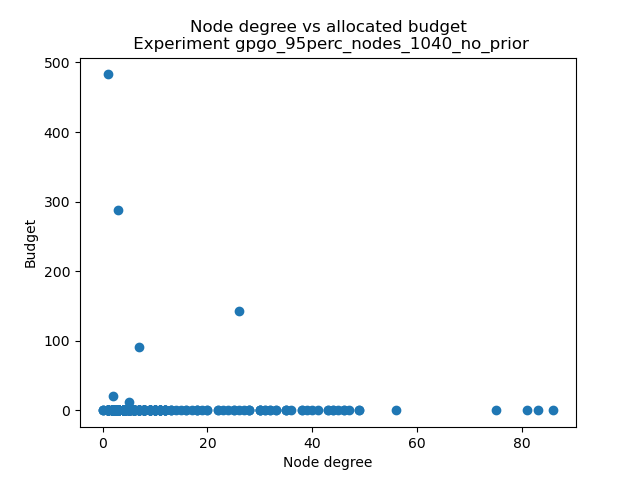 Node degree vs allocated budget
Experiment gpgo_95perc_nodes_1040_no_prior
500
400
300
200
100
0
Budget
0 20 40 60 80
Node degree